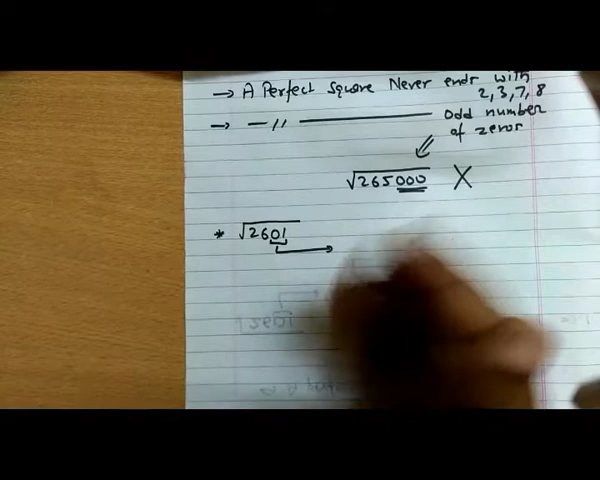 → A Perfect Square Never ends with
2, 3, 7, 8
→ — 〃 ——— Odd number
of zeros
√265000 X
* √2601